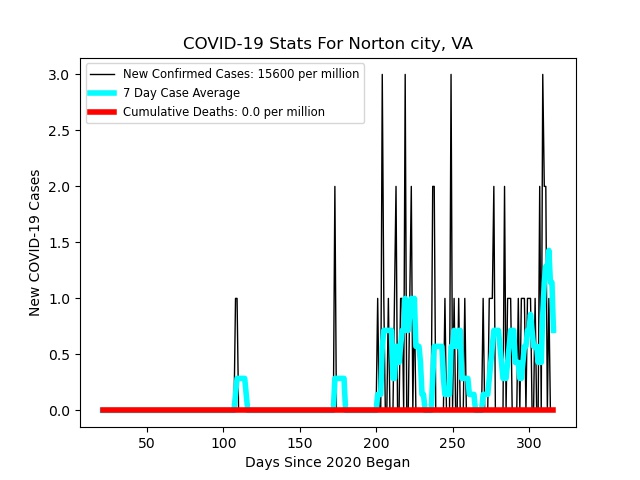 COVID-19 Stats For Norton city, VA
New Confirmed Cases: 15600 per million
7 Day Case Average
Cumulative Deaths: 0.0 per million
New COVID-19 Cases
3.0
2.5
2.0
1.5
1.0
0.5
0.0
50 100 150 200 250 300
Days Since 2020 Began